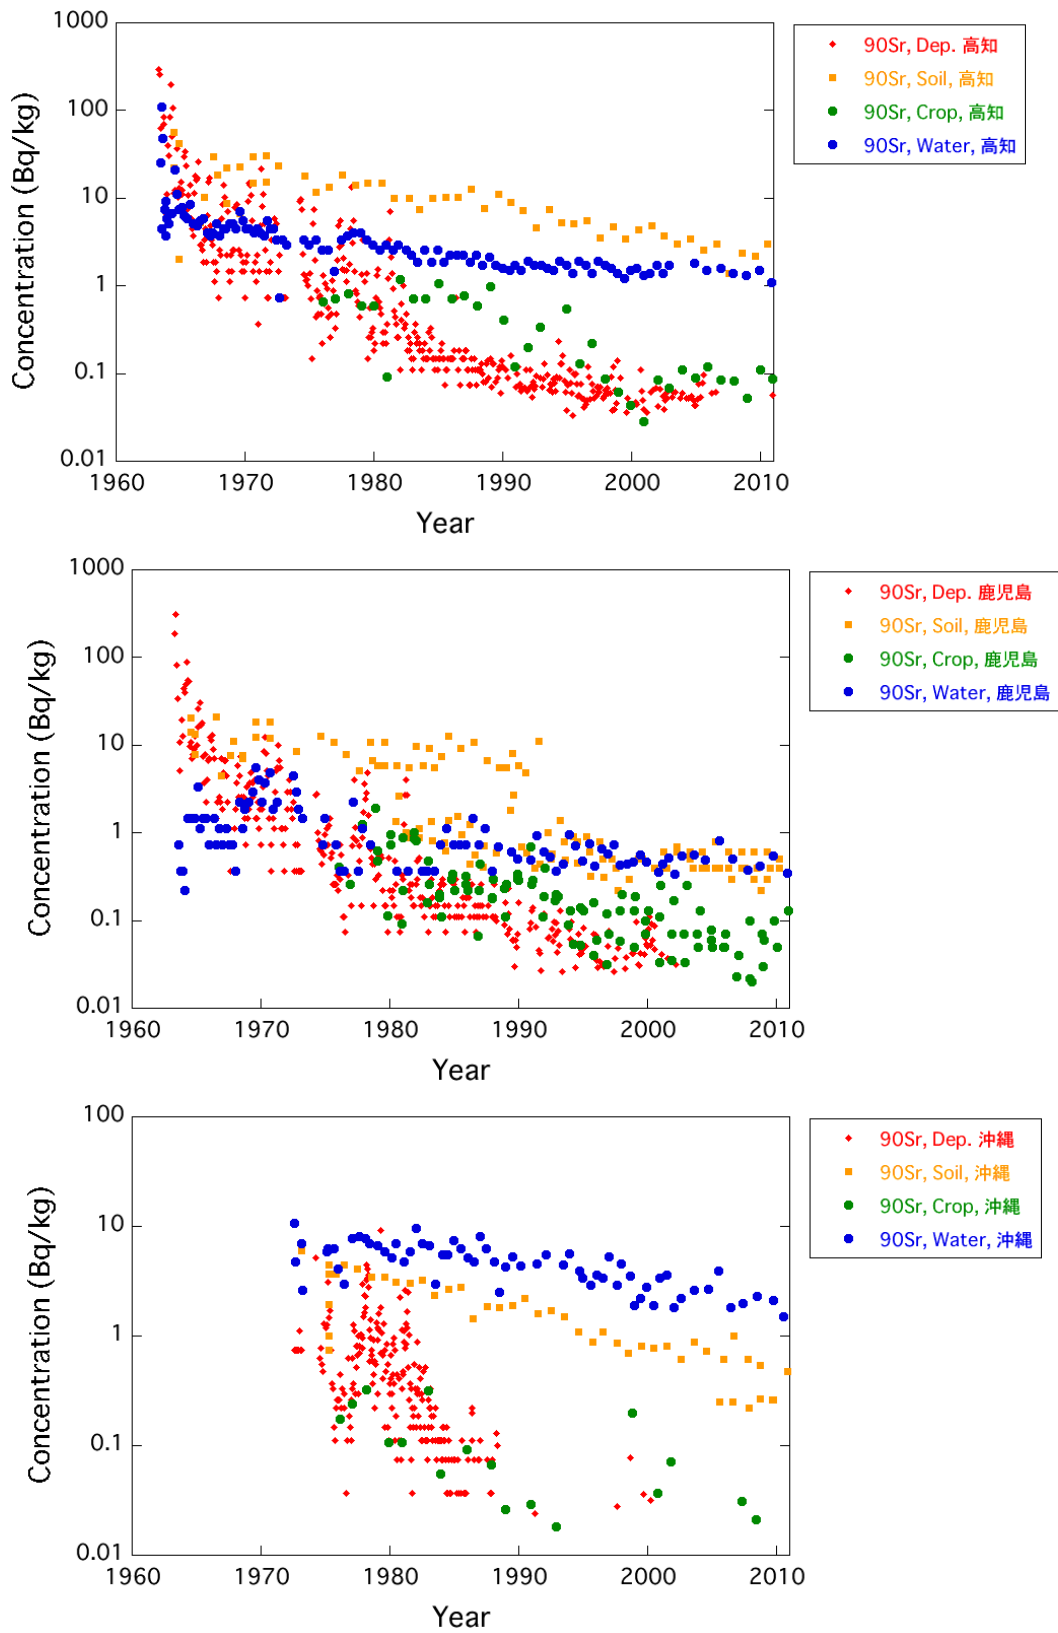 1000
100
10
1
0.1
0.01
Concentration (Bq/kg)
1960 1970 1980 1990 2000 2010
Year
90Sr, Dep. 高知
90Sr, Soil, 高知
90Sr, Crop, 高知
90Sr, Water, 高知
1000
100
10
1
0.1
0.01
Concentration (Bq/kg)
1960 1970 1980 1990 2000 2010
Year
90Sr, Dep. 鹿児島
90Sr, Soil, 鹿児島
90Sr, Crop, 鹿児島
90Sr, Water, 鹿児島
100
10
1
0.1
0.01
Concentration (Bq/kg)
1960 1970 1980 1990 2000 2010
Year
90Sr, Dep. 沖縄
90Sr, Soil, 沖縄
90Sr, Crop, 沖縄
90Sr, Water, 沖縄